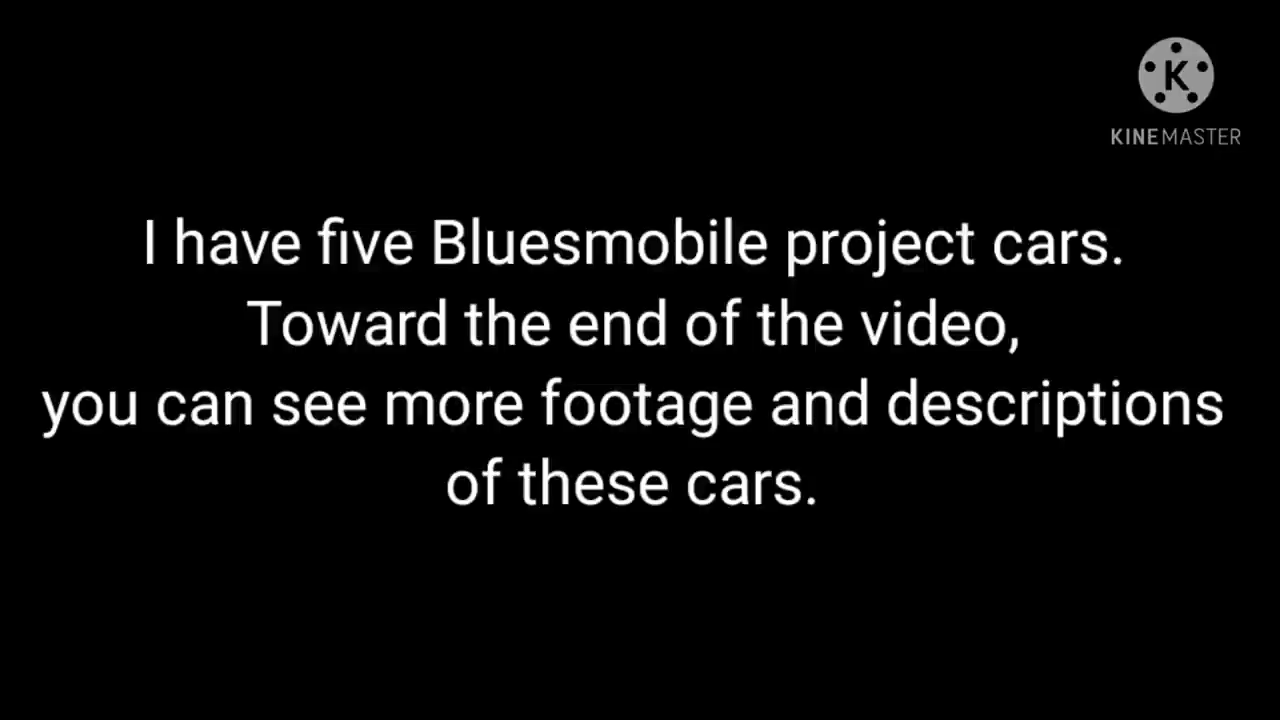 K
KINEMASTER
I have five Bluesmobile project cars.
Toward the end of the video,
you can see more footage and descriptions
of these cars.